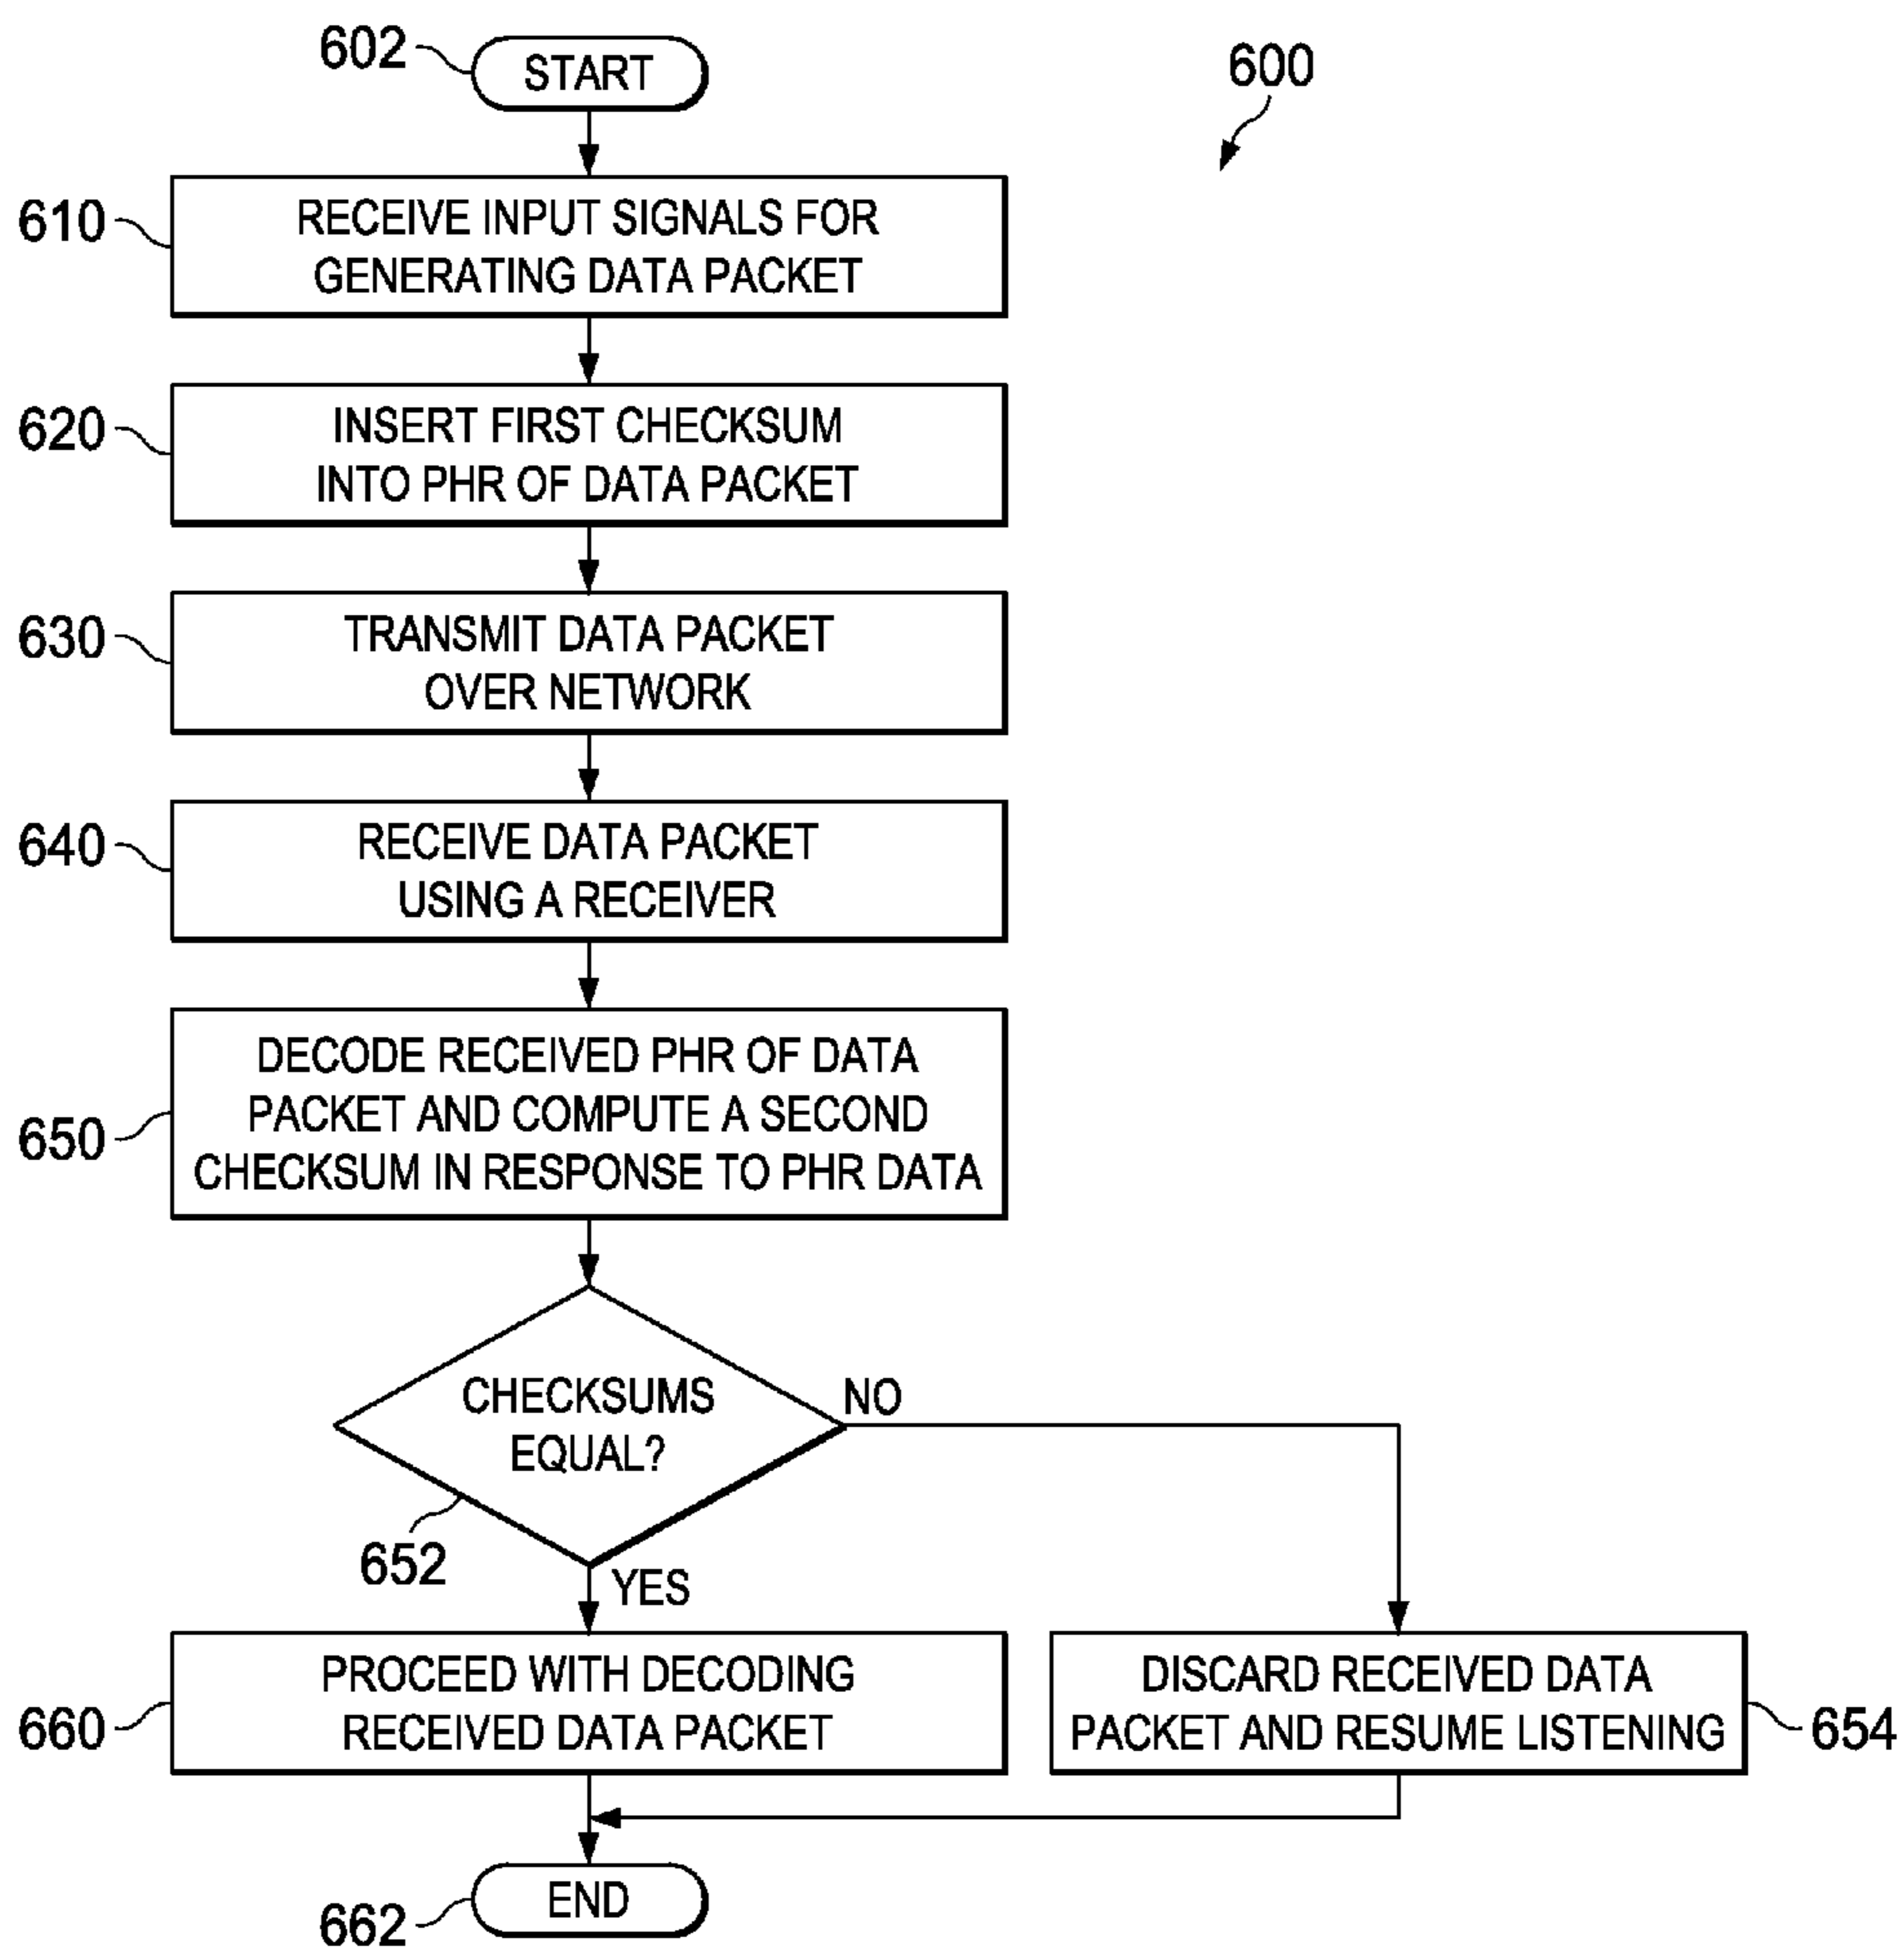 602
START
600
610
RECEIVE INPUT SIGNALS FOR
GENERATING DATA PACKET
620
INSERT FIRST CHECKSUM
INTO PHR OF DATA PACKET
630
TRANSMIT DATA PACKET
OVER NETWORK
640
RECEIVE DATA PACKET
USING A RECEIVER
650
DECODE RECEIVED PHR OF DATA
PACKET AND COMPUTE A SECOND
CHECKSUM IN RESPONSE TO PHR DATA
CHECKSUMS
EQUAL?
NO
652
YES
660
PROCEED WITH DECODING
RECEIVED DATA PACKET
DISCARD RECEIVED DATA
PACKET AND RESUME LISTENING
654
END
662